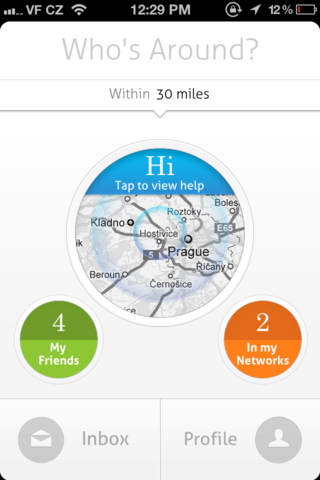 VF CZ 12:29 PM 12%
Who's Around?
Within 30 miles
Hi
Tap to view help
Roztoky
Boles
Kladno
E65
Hostivice
5
Prague
Beroun
Říčany
Černošice
4
My
Friends
2
In my
Networks
Inbox
Profile